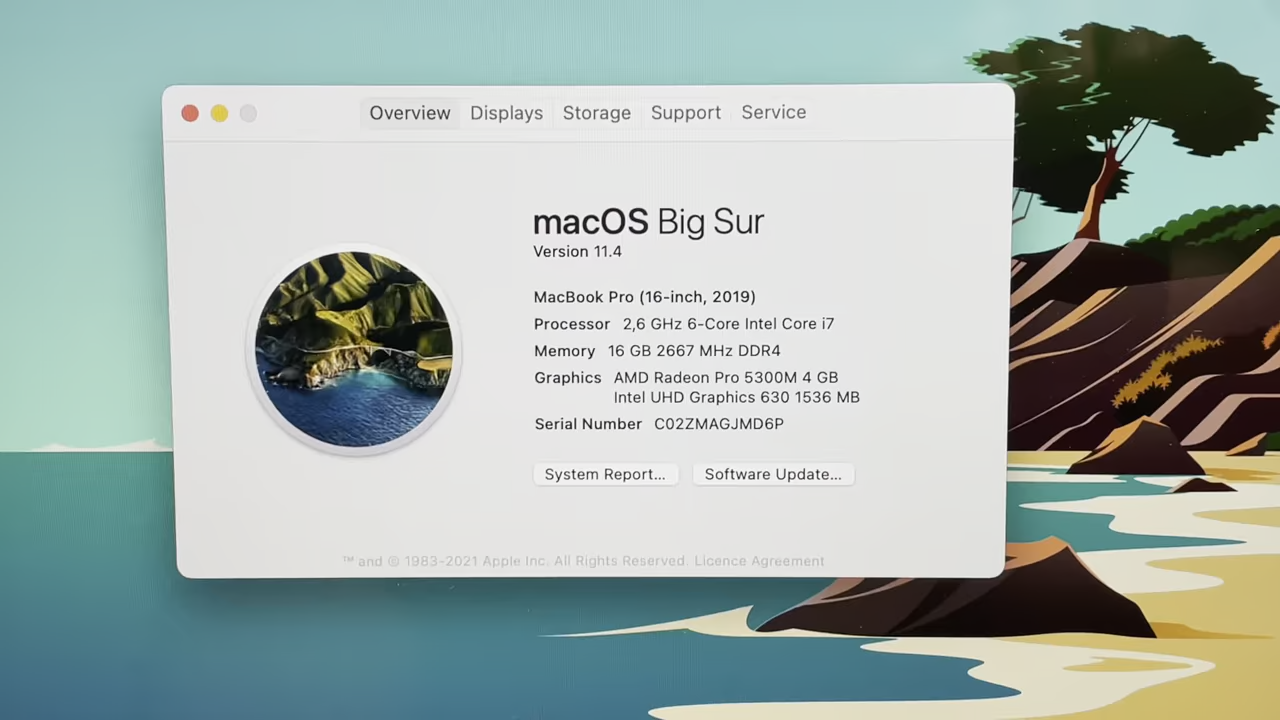 Overview Displays Storage Support Service
macOS Big Sur
Version 11.4
MacBook Pro (16-inch, 2019)
Processor 2,6 GHz 6-Core Intel Core i7
Memory 16 GB 2667 MHz DDR4
Graphics AMD Radeon Pro 5300M 4 GB
Intel UHD Graphics 630 1536 MB
Serial Number C02ZMAGJMD6P
System Report... Software Update...
™ and © 1983-2021 Apple Inc. All Rights Reserved. Licence Agreement